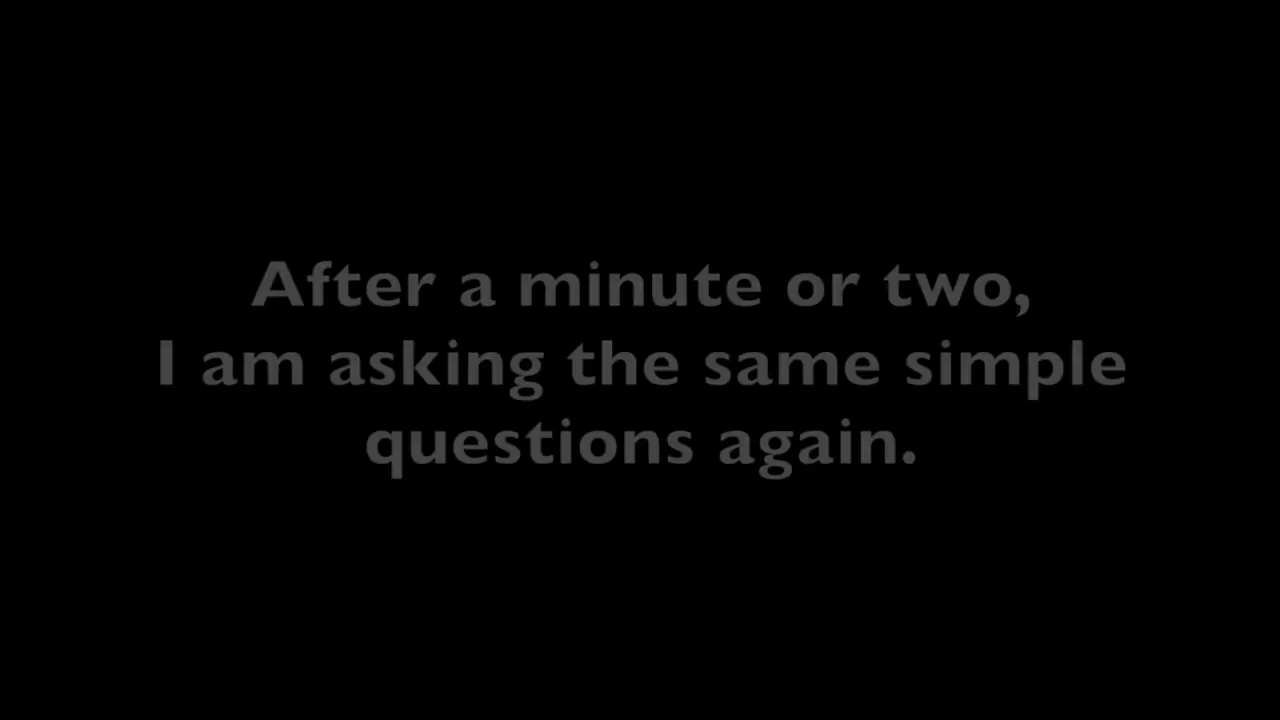 After a minute or two,
I am asking the same simple
questions again.